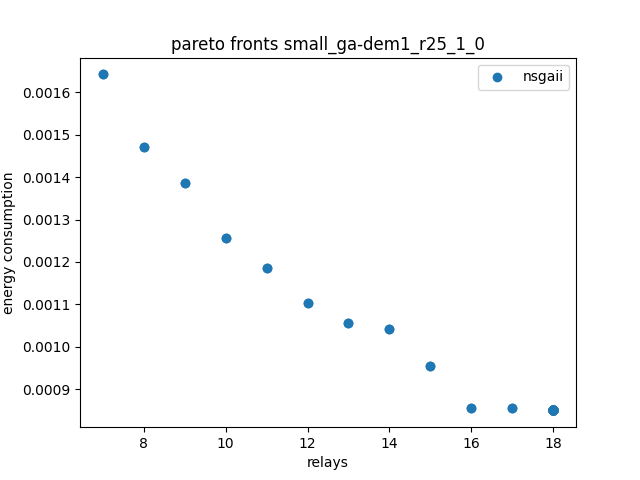 pareto fronts small_ga-dem1_r25_1_0
nsgaii
0.0016
0.0015
0.0014
0.0013
0.0012
0.0011
0.0010
0.0009
energy consumption
8 10 12 14 16 18
relays